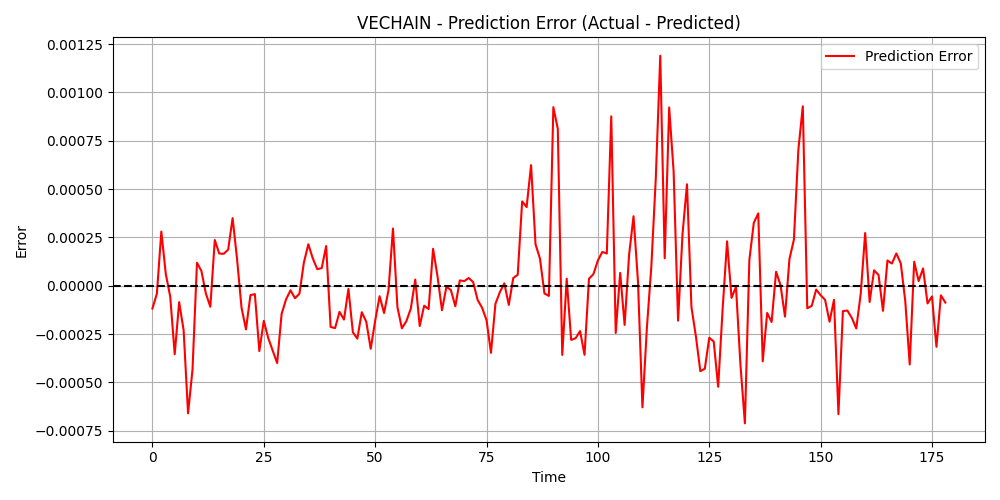 VECHAIN - Prediction Error (Actual - Predicted)
Prediction Error
0.00125
0.00100
0.00075
0.00050
0.00025
0.00000
−0.00025
−0.00050
−0.00075
Error
0 25 50 75 100 125 150 175
Time